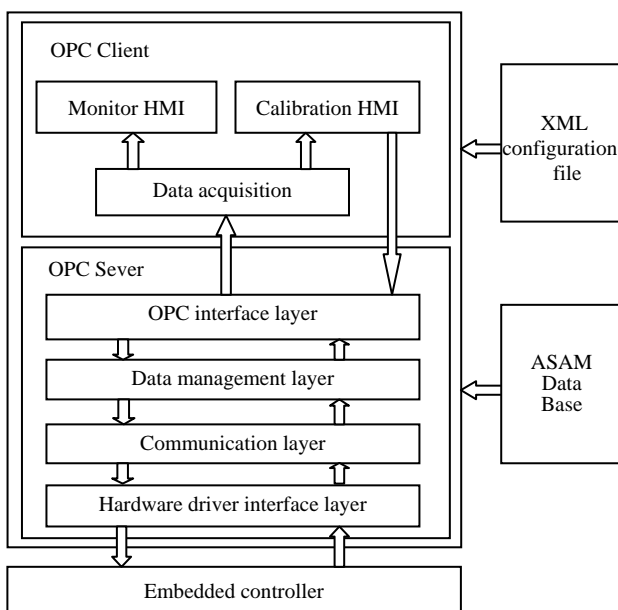 OPC Client
Monitor HMI
Calibration HMI
Data acquisition
OPC Sever
OPC interface layer
Data management layer
Communication layer
Hardware driver interface layer
Embedded controller
XML
configuration
file
ASAM
Data
Base